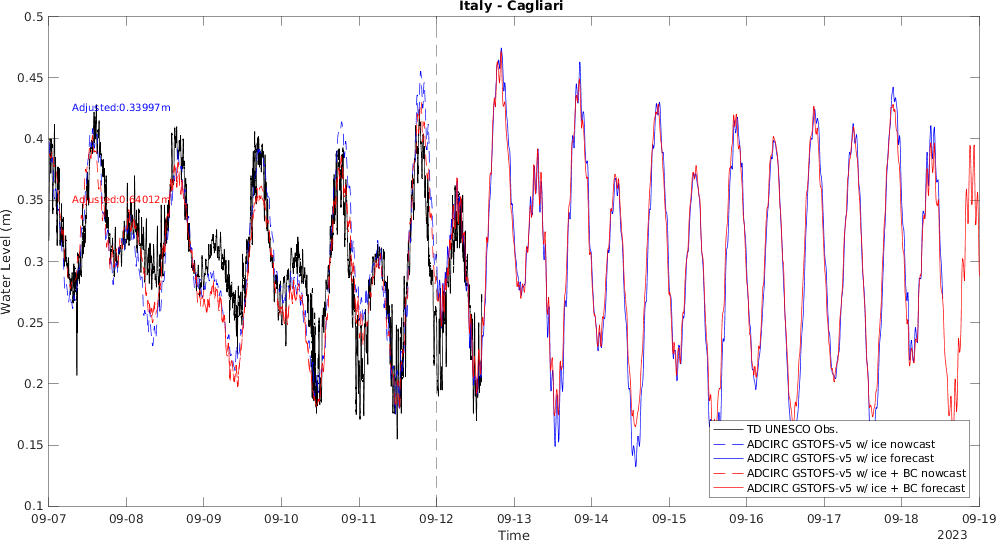 Italy - Cagliari
0.5
0.45
0.4
0.35
0.3
0.25
0.2
0.15
0.1
Water Level (m)
Adjusted:0.33997m
Adjusted:0.64012m
TD UNESCO Obs.
ADCIRC GSTOFS-v5 w/ ice nowcast
ADCIRC GSTOFS-v5 w/ ice forecast
ADCIRC GSTOFS-v5 w/ ice + BC nowcast
ADCIRC GSTOFS-v5 w/ ice + BC forecast
09-07 09-08 09-09 09-10 09-11 09-12 09-13 09-14 09-15 09-16 09-17 09-18 09-19
Time
2023